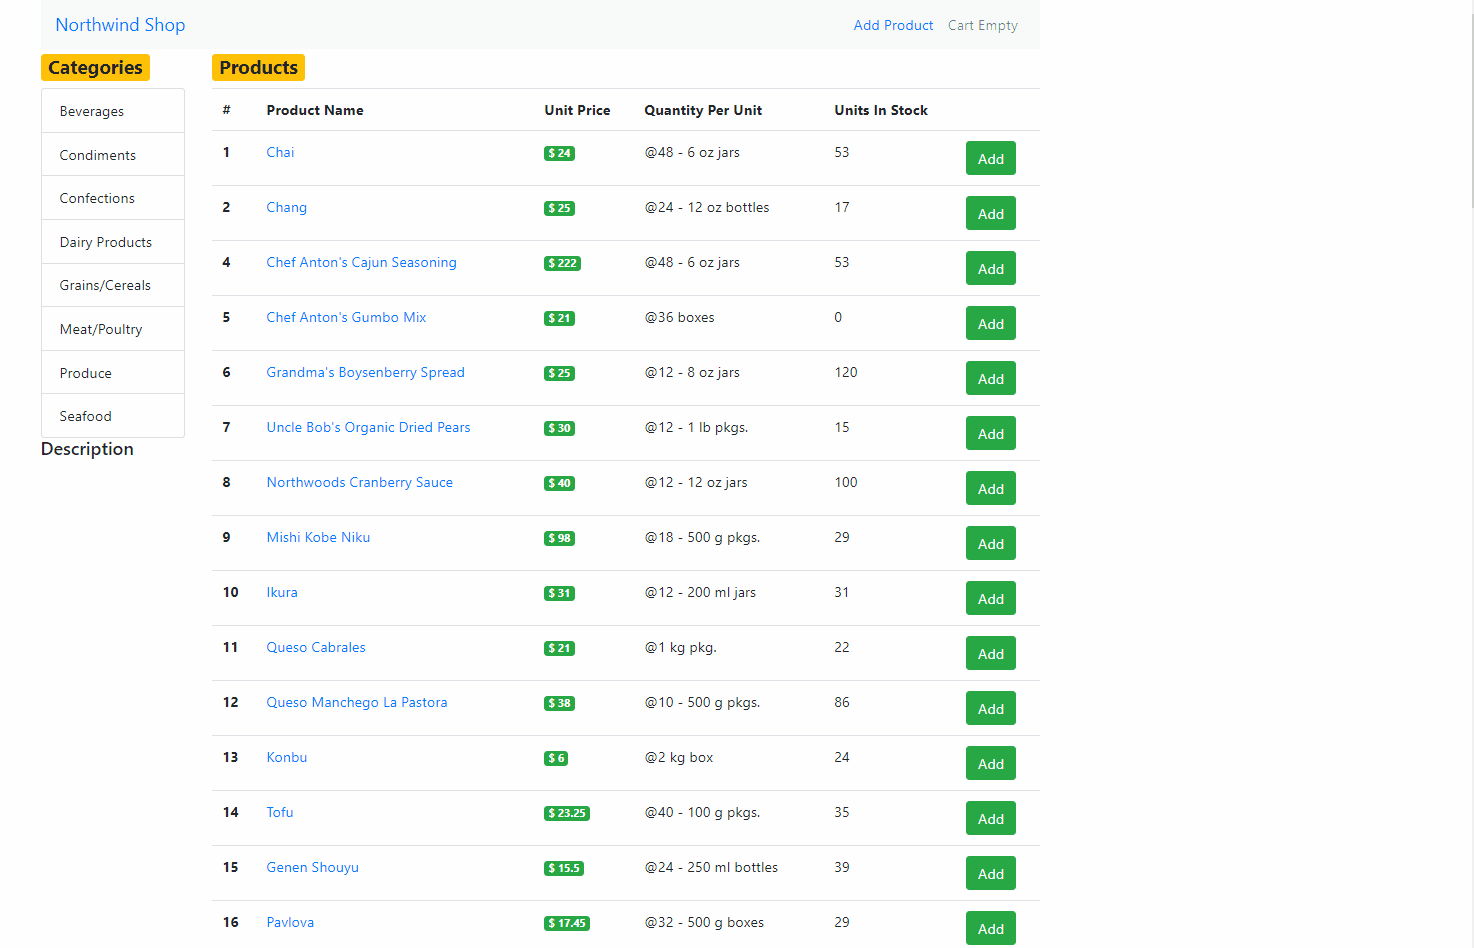 Northwind Shop Add Product Cart Empty
Categories
Beverages
Condiments
Confections
Dairy Products
Grains/Cereals
Meat/Poultry
Produce
Seafood
Description
Products
# Product Name Unit Price Quantity Per Unit Units In Stock
1 Chai $ 24 @48 - 6 oz jars 53 Add
2 Chang $ 25 @24 - 12 oz bottles 17 Add
4 Chef Anton's Cajun Seasoning $ 222 @48 - 6 oz jars 53 Add
5 Chef Anton's Gumbo Mix $ 21 @36 boxes 0 Add
6 Grandma's Boysenberry Spread $ 25 @12 - 8 oz jars 120 Add
7 Uncle Bob's Organic Dried Pears $ 30 @12 - 1 lb pkgs. 15 Add
8 Northwoods Cranberry Sauce $ 40 @12 - 12 oz jars 100 Add
9 Mishi Kobe Niku $ 98 @18 - 500 g pkgs. 29 Add
10 Ikura $ 31 @12 - 200 ml jars 31 Add
11 Queso Cabrales $ 21 @1 kg pkg. 22 Add
12 Queso Manchego La Pastora $ 38 @10 - 500 g pkgs. 86 Add
13 Konbu $ 6 @2 kg box 24 Add
14 Tofu $ 23.25 @40 - 100 g pkgs. 35 Add
15 Genen Shouyu $ 15.5 @24 - 250 ml bottles 39 Add
16 Pavlova $ 17.45 @32 - 500 g boxes 29 Add